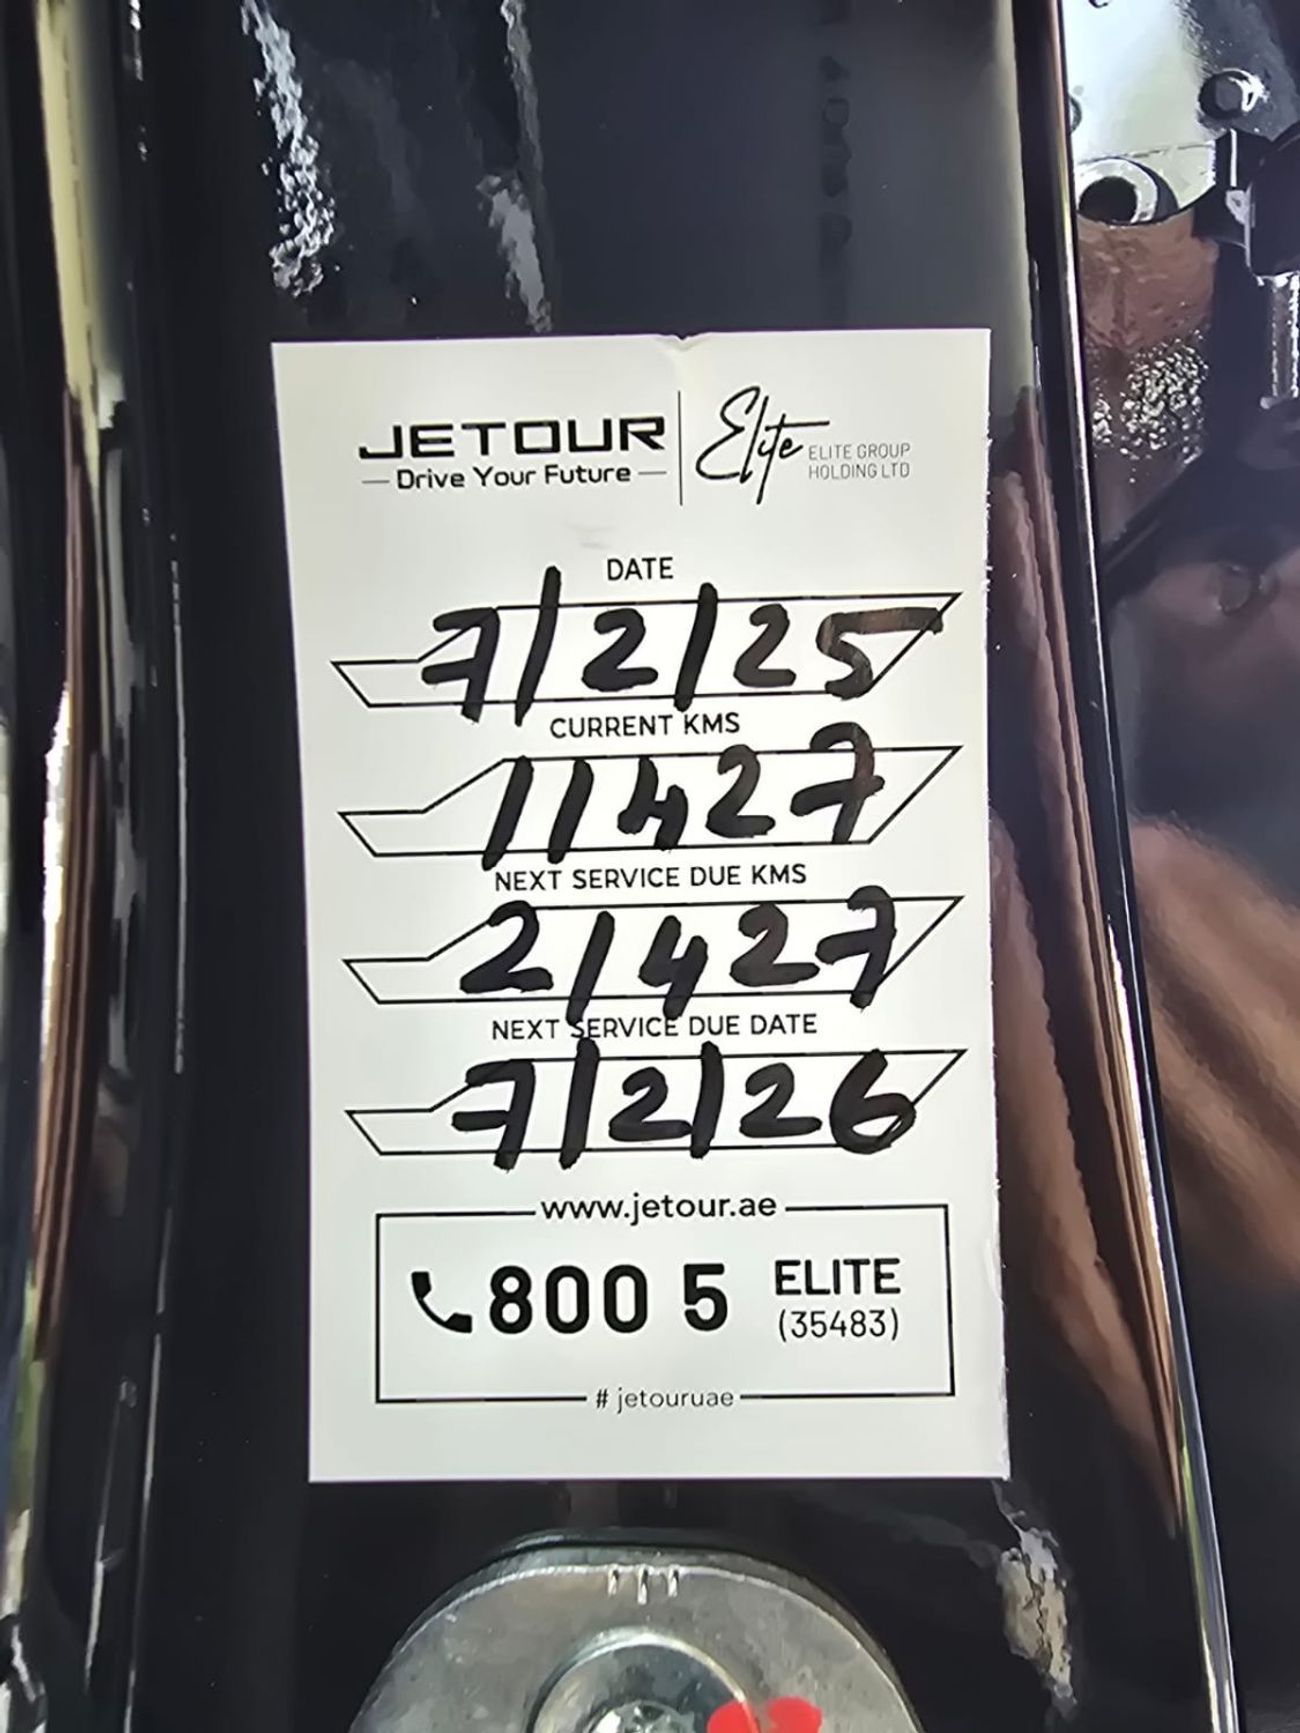 JETOUR
Drive Your Future
Elite
ELITE GROUP
HOLDING LTD
DATE
7/2/25
CURRENT KMS
11427
NEXT SERVICE DUE KMS
21427
NEXT SERVICE DUE DATE
7/2/26
www.jetour.ae
800 5 ELITE
(35483)
# jetouruae